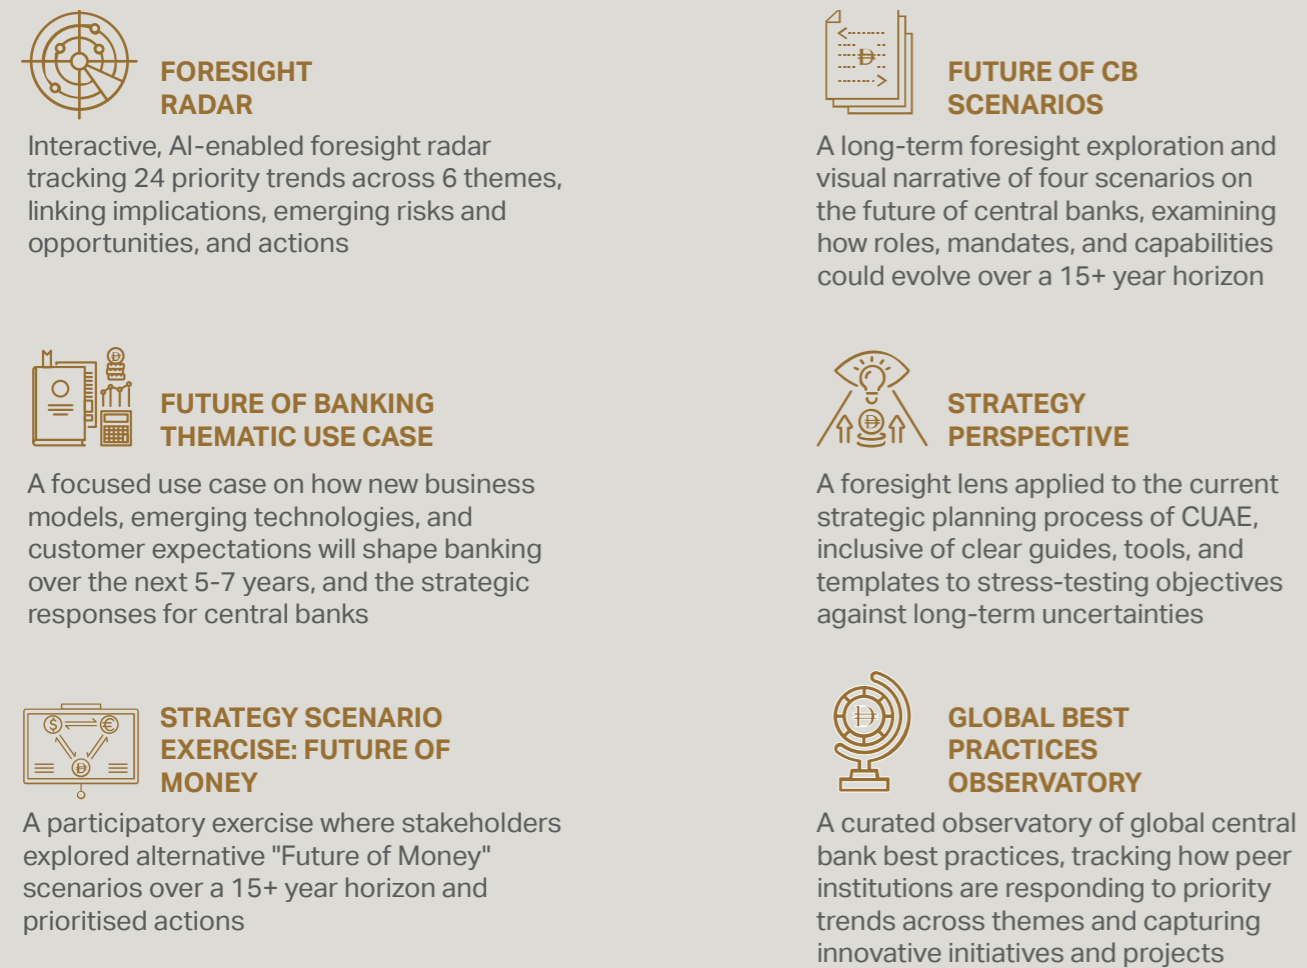 FORESIGHT
RADAR
Interactive, AI-enabled foresight radar
tracking 24 priority trends across 6 themes,
linking implications, emerging risks and
opportunities, and actions
FUTURE OF CB
SCENARIOS
A long-term foresight exploration and
visual narrative of four scenarios on
the future of central banks, examining
how roles, mandates, and capabilities
could evolve over a 15+ year horizon
FUTURE OF BANKING
THEMATIC USE CASE
A focused use case on how new business
models, emerging technologies, and
customer expectations will shape banking
over the next 5-7 years, and the strategic
responses for central banks
STRATEGY
PERSPECTIVE
A foresight lens applied to the current
strategic planning process of CUAE,
inclusive of clear guides, tools, and
templates to stress-testing objectives
against long-term uncertainties
STRATEGY SCENARIO
EXERCISE: FUTURE OF
MONEY
A participatory exercise where stakeholders
explored alternative "Future of Money"
scenarios over a 15+ year horizon and
prioritised actions
GLOBAL BEST
PRACTICES
OBSERVATORY
A curated observatory of global central
bank best practices, tracking how peer
institutions are responding to priority
trends across themes and capturing
innovative initiatives and projects